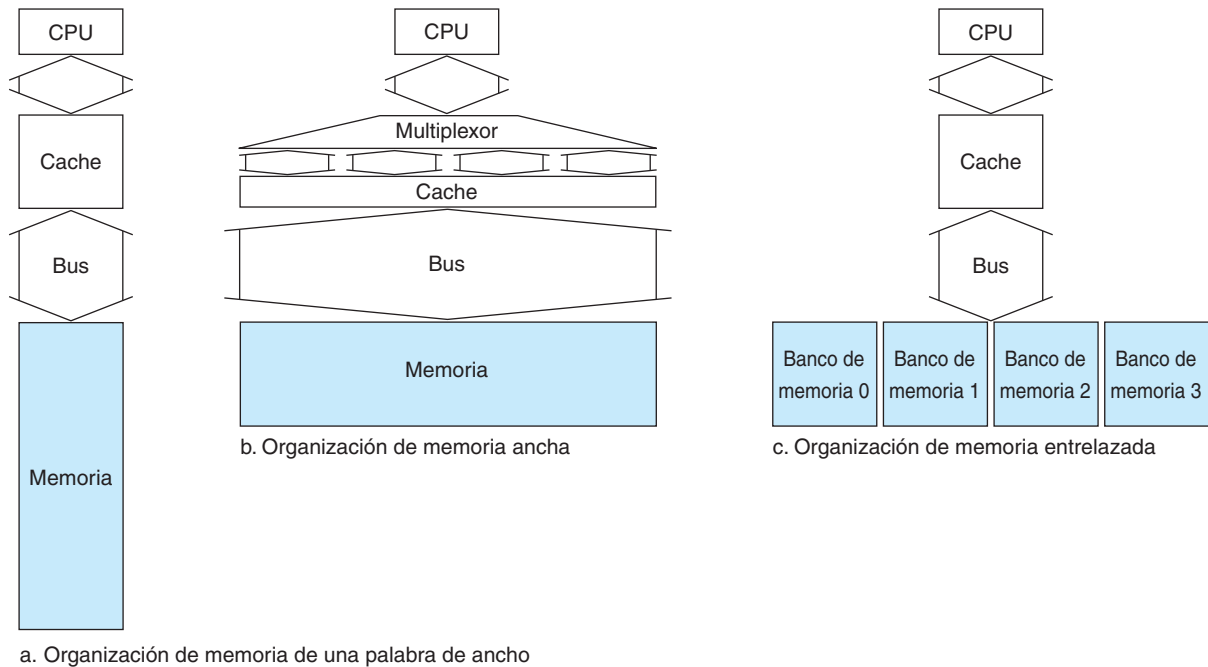 CPU
Cache
Bus
Memoria
a. Organización de memoria de una palabra de ancho
CPU
Multiplexor
Cache
Bus
Memoria
b. Organización de memoria ancha
CPU
Cache
Bus
Banco de
memoria 0
Banco de
memoria 1
Banco de
memoria 2
Banco de
memoria 3
c. Organización de memoria entrelazada